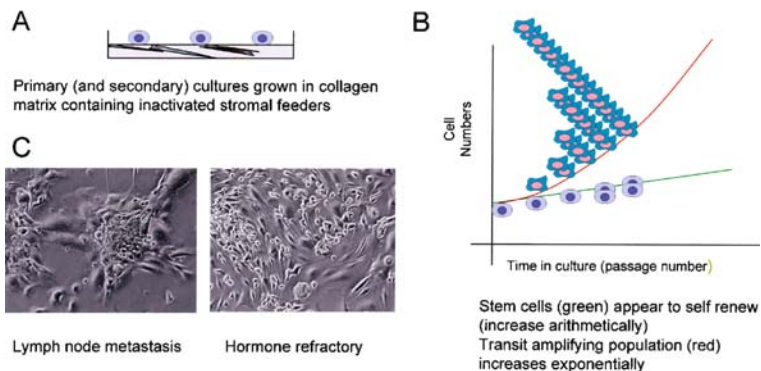 A
Primary (and secondary) cultures grown in collagen
matrix containing inactivated stromal feeders
C
Lymph node metastasis
Hormone refractory
B
Cell
Numbers
Time in culture (passage number)
Stem cells (green) appear to self renew
(increase arithmetically)
Transit amplifying population (red)
increases exponentially